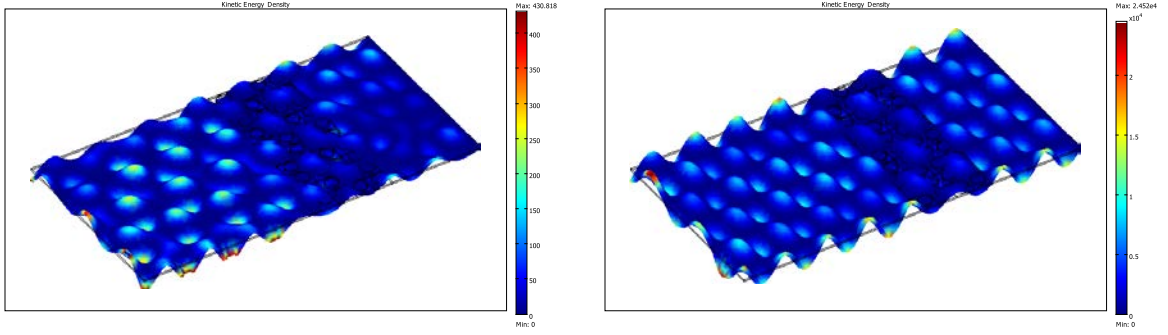 Kinetic Energy Density
Max: 430.818
400
350
300
250
200
150
100
50
0
Min: 0
Kinetic Energy Density
Max: 2.452e4
x10⁴
2
1.5
1
0.5
0
Min: 0